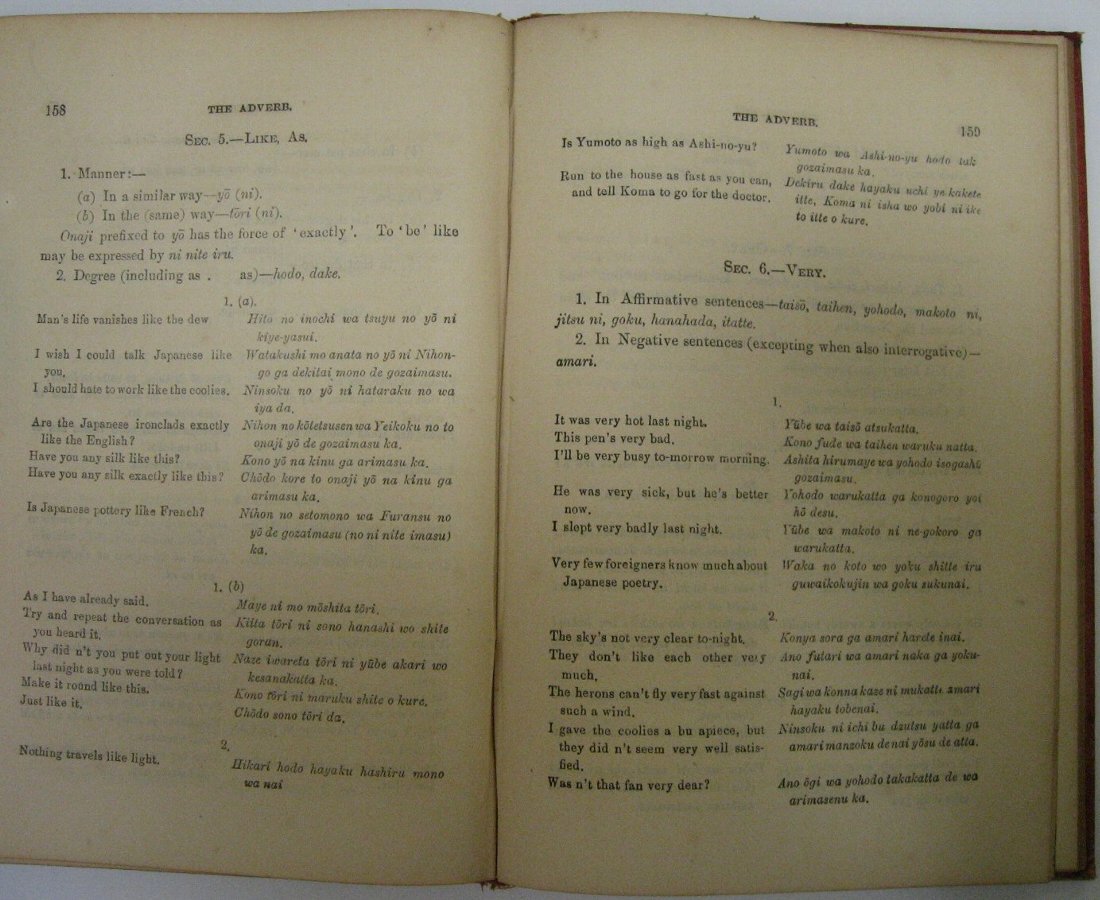 158
THE ADVERB.
SEC. 5.—LIKE, AS.
1. Manner:—
(a) In a similar way—yō (ni).
(b) In the (same) way—tōri (ni).
Onaji prefixed to yō has the force of 'exactly'. To 'be' like
may be expressed by ni nite iru.
2. Degree (including as . as)—hodo, dake.
1. (a).
Man's life vanishes like the dew
Hito no inochi wa tsuyu no yō ni
kiye-yasui.
I wish I could talk Japanese like
you.
Watakushi mo anata no yō ni Nihon-
go ga dekitai mono de gozaimasu.
I should hate to work like the coolies.
Ninsoku no yō ni hataraku no wa
iya da.
Are the Japanese ironclads exactly
like the English?
Nihon no kōtetsusen wa Yeikoku no to
onaji yō de gozaimasu ka.
Have you any silk like this?
Kono yō na kinu ga arimasu ka.
Have you any silk exactly like this?
Chōdo kore to onaji yō na kinu ga
arimasu ka.
Is Japanese pottery like French?
Nihon no setomono wa Furansu no
yō de gozaimasu (no ni nite imasu)
ka.
1. (b)
As I have already said.
Maye ni mo mōshita tōri.
Try and repeat the conversation as
you heard it.
Kiita tōri ni sono hanashi wo shite
goran.
Why did n't you put out your light
last night as you were told?
Naze iwareta tōri ni yūbe akari wo
kesanakatta ka.
Make it round like this.
Kono tōri ni maruku shite o kure.
Just like it.
Chōdo sono tōri da.
2.
Nothing travels like light.
Hikari hodo hayaku hashiru mono
wa nai
THE ADVERB.
159
Is Yumoto as high as Ashi-no-yu?
Yumoto wa Ashi-no-yu hodo tak
gozaimasu ka.
Run to the house as fast as you can,
and tell Koma to go for the doctor.
Dekiru dake hayaku uchi ye kakete
itte, Koma ni isha wo yobi ni ike
to itte o kure.
SEC. 6.—VERY.
1. In Affirmative sentences—taisō, taihen, yohodo, makoto ni,
jitsu ni, goku, hanahada, itatte.
2. In Negative sentences (excepting when also interrogative)—
amari.
1.
It was very hot last night.
Yūbe wa taisō atsukatta.
This pen's very bad.
Kono fude wa taihen waruku natta.
I'll be very busy to-morrow morning.
Ashita hirumaye wa yohodo isogashū
gozaimasu.
He was very sick, but he's better
now.
Yohodo warukatta ga konogoro yoi
hō desu.
I slept very badly last night.
Yūbe wa makoto ni ne-gokoro ga
warukatta.
Very few foreigners know much about
Japanese poetry.
Waka no koto wo yoku shitte iru
guwaikokujin wa goku sukunai.
2.
The sky's not very clear to-night.
Konya sora ga amari harete inai.
They don't like each other very
much.
Ano futari wa amari naka ga yoku-
nai.
The herons can't fly very fast against
such a wind.
Sagi wa konna kaze ni mukatte amari
hayaku tobenai.
I gave the coolies a bu apiece, but
they did n't seem very well satis-
fied.
Ninsoku ni ichi bu dzutsu yatta ga
amari manzoku de nai yōsu de atta.
Was n't that fan very dear?
Ano ōgi wa yohodo takakatta de wa
arimasenu ka.